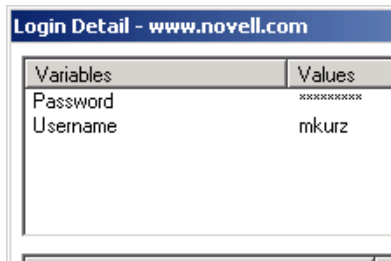 Login Detail - www.novell.com
Variables Values
Password *********
Username mkurz